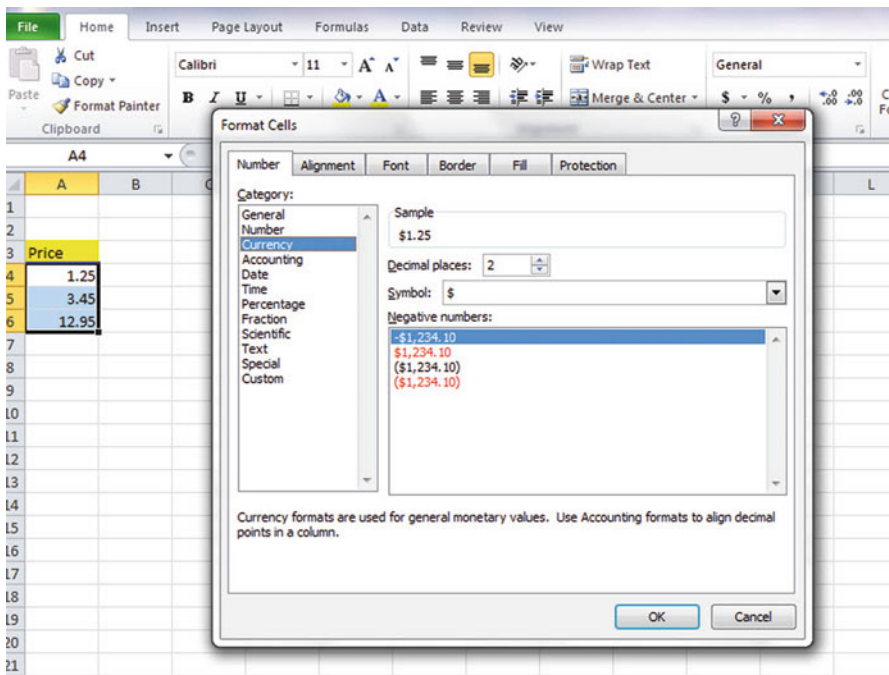 File Home Insert Page Layout Formulas Data Review View
Cut
Calibri 11 A A Wrap Text General
Paste Copy
Format Painter B I U A Merge & Center $ % , .00 .00
Clipboard
Format Cells
A4
Number Alignment Font Border Fill Protection
A B L
Category:
1
General Sample
Number $1.25
2
Currency
3 Price
Accounting Decimal places: 2
4 1.25
Date
Time Symbol: $
5 3.45
Percentage
Fraction Negative numbers:
6 12.95
Scientific -$1,234.10
7
Text $1,234.10
8
Special ($1,234.10)
Custom ($1,234.10)
9
10
11
12
13
14
Currency formats are used for general monetary values. Use Accounting formats to align decimal
15
points in a column.
16
17
18
OK Cancel
19
20
21